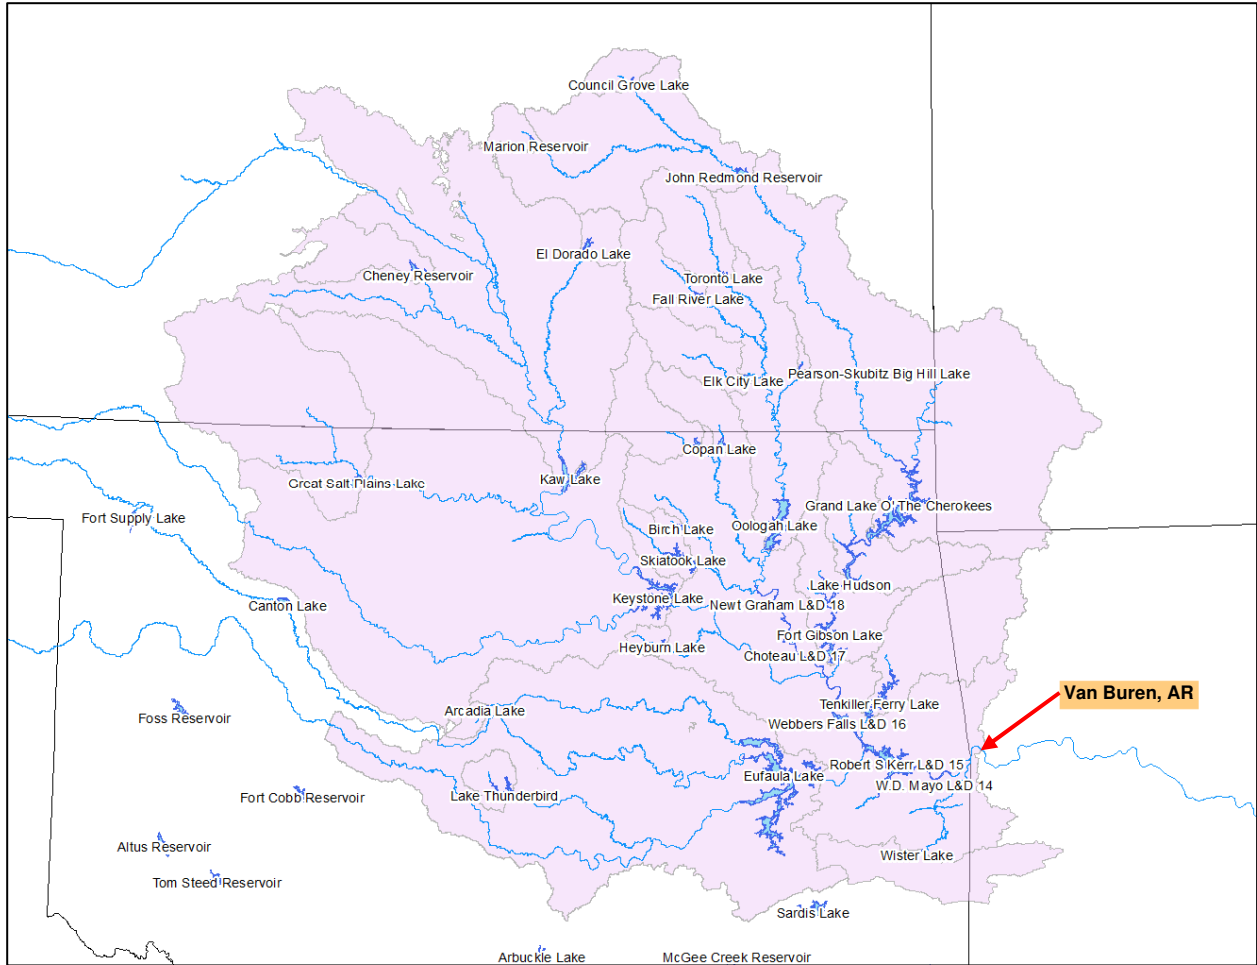 Council Grove Lake
Marion Reservoir
John Redmond Reservoir
El Dorado Lake
Cheney Reservoir
Toronto Lake
Fall River Lake
Pearson-Skubitz Big Hill Lake
Elk City Lake
Copan Lake
Kaw Lake
Great Salt Plains Lake
Grand Lake O' The Cherokees
Fort Supply Lake
Birch Lake
Oologah Lake
Skiatook Lake
Lake Hudson
Keystone Lake
Newt Graham L&D 18
Canton Lake
Fort Gibson Lake
Heyburn Lake
Choteau L&D 17
Van Buren, AR
Tenkiller Ferry Lake
Arcadia Lake
Foss Reservoir
Webbers Falls L&D 16
Robert S Kerr L&D 15
Eufaula Lake
W.D. Mayo L&D 14
Lake Thunderbird
Fort Cobb Reservoir
Altus Reservoir
Wister Lake
Tom Steed Reservoir
Sardis Lake
Arbuckle Lake
McGee Creek Reservoir